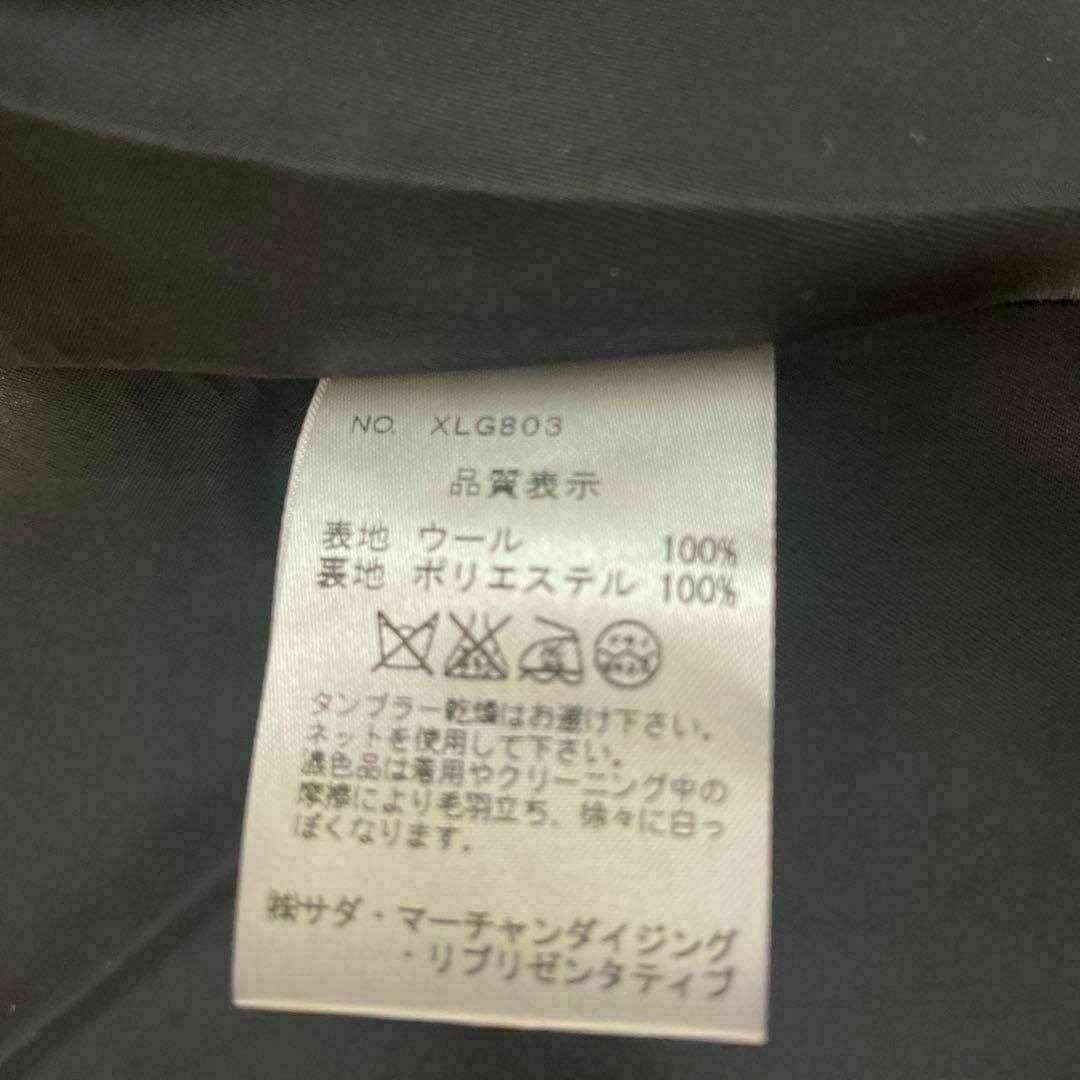 NO. XLG803
品質表示
表地 ウール 100%
裏地 ポリエステル 100%
タンブラー乾燥はお避け下さい。
ネットを使用して下さい。
濃色品は着用やクリーニング中の
摩擦により毛羽立ち、徐々に白っ
ぽくなります。
㈱サダ・マーチャンダイジング
・リプリゼンタティブ